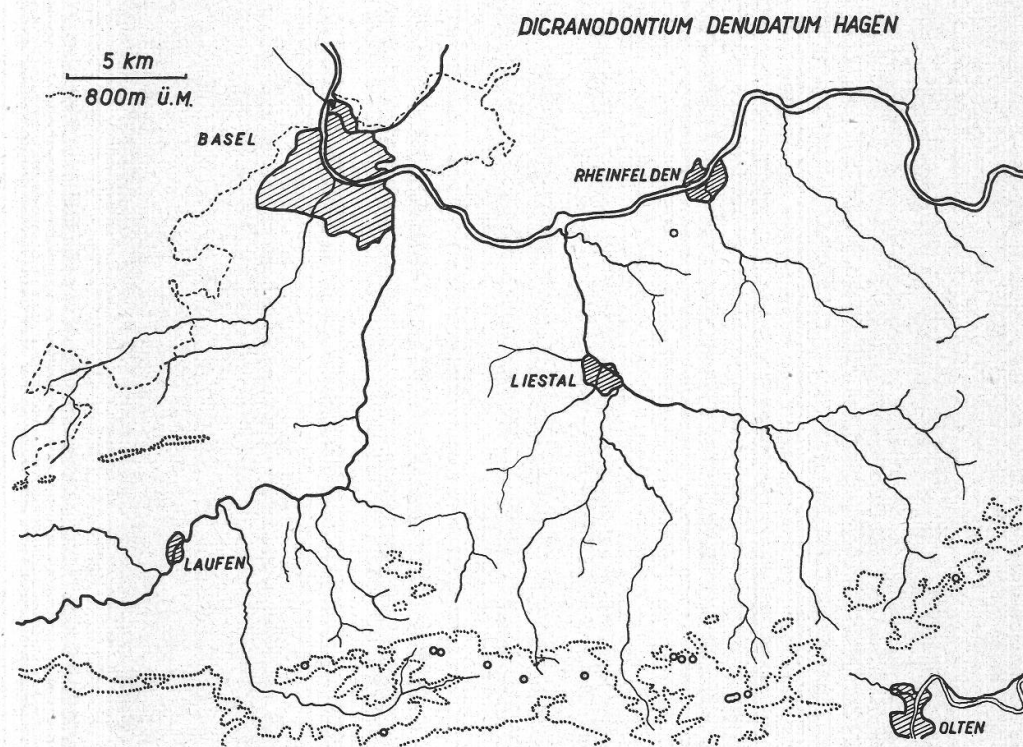 DICRANODONTIUM DENUDATUM HAGEN
5 km
800m Ü.M.
BASEL
RHEINFELDEN
LIESTAL
LAUFEN
OLTEN